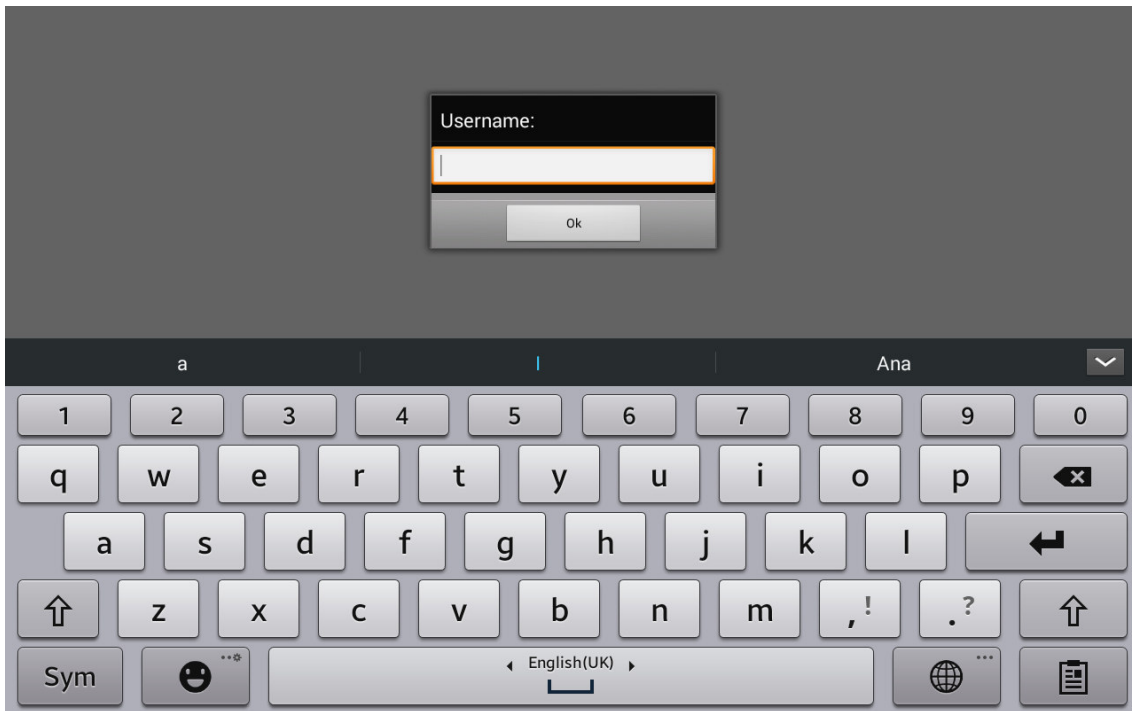 Username:
Ok
a I Ana
1 2 3 4 5 6 7 8 9 0
q w e r t y u i o p
a s d f g h j k l
z x c v b n m ,! .?
Sym English(UK)